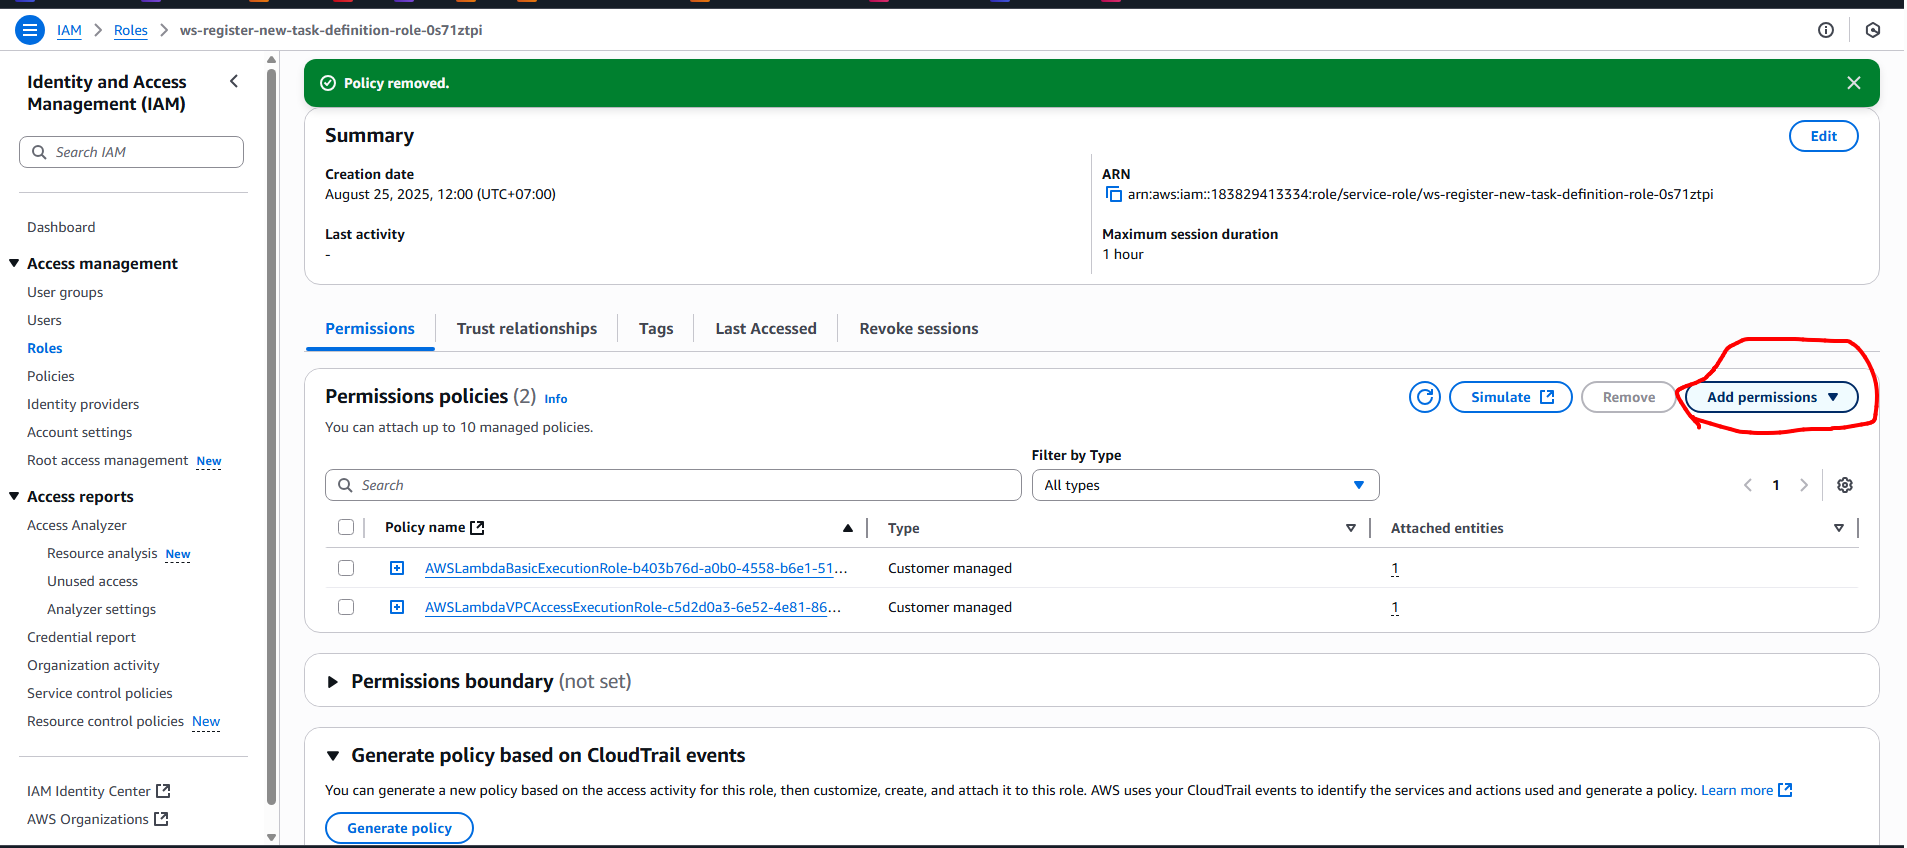 IAM > Roles > ws-register-new-task-definition-role-0s71ztpi
Identity and Access
Management (IAM)
Search IAM
Dashboard
Access management
User groups
Users
Roles
Policies
Identity providers
Account settings
Root access management New
Access reports
Access Analyzer
Resource analysis New
Unused access
Analyzer settings
Credential report
Organization activity
Service control policies
Resource control policies New
IAM Identity Center
AWS Organizations
Policy removed.
Summary
Edit
Creation date
August 25, 2025, 12:00 (UTC+07:00)
ARN
arn:aws:iam::183829413334:role/service-role/ws-register-new-task-definition-role-0s71ztpi
Last activity
-
Maximum session duration
1 hour
Permissions Trust relationships Tags Last Accessed Revoke sessions
Permissions policies (2) Info
Simulate Remove Add permissions
You can attach up to 10 managed policies.
Filter by Type
Search
All types
1
Policy name Type Attached entities
AWSLambdaBasicExecutionRole-b403b76d-a0b0-4558-b6e1-51... Customer managed 1
AWSLambdaVPCAccessExecutionRole-c5d2d0a3-6e52-4e81-86... Customer managed 1
Permissions boundary (not set)
Generate policy based on CloudTrail events
You can generate a new policy based on the access activity for this role, then customize, create, and attach it to this role. AWS uses your CloudTrail events to identify the services and actions used and generate a policy. Learn more
Generate policy